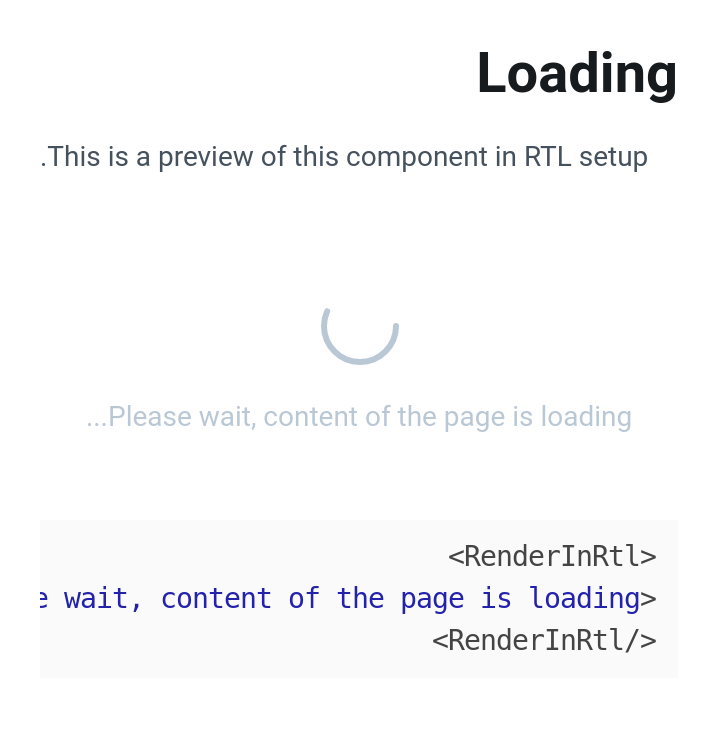 Loading
.This is a preview of this component in RTL setup
...Please wait, content of the page is loading
<RenderInRtl>
wait, content of the page is loading>
<RenderInRtl/>